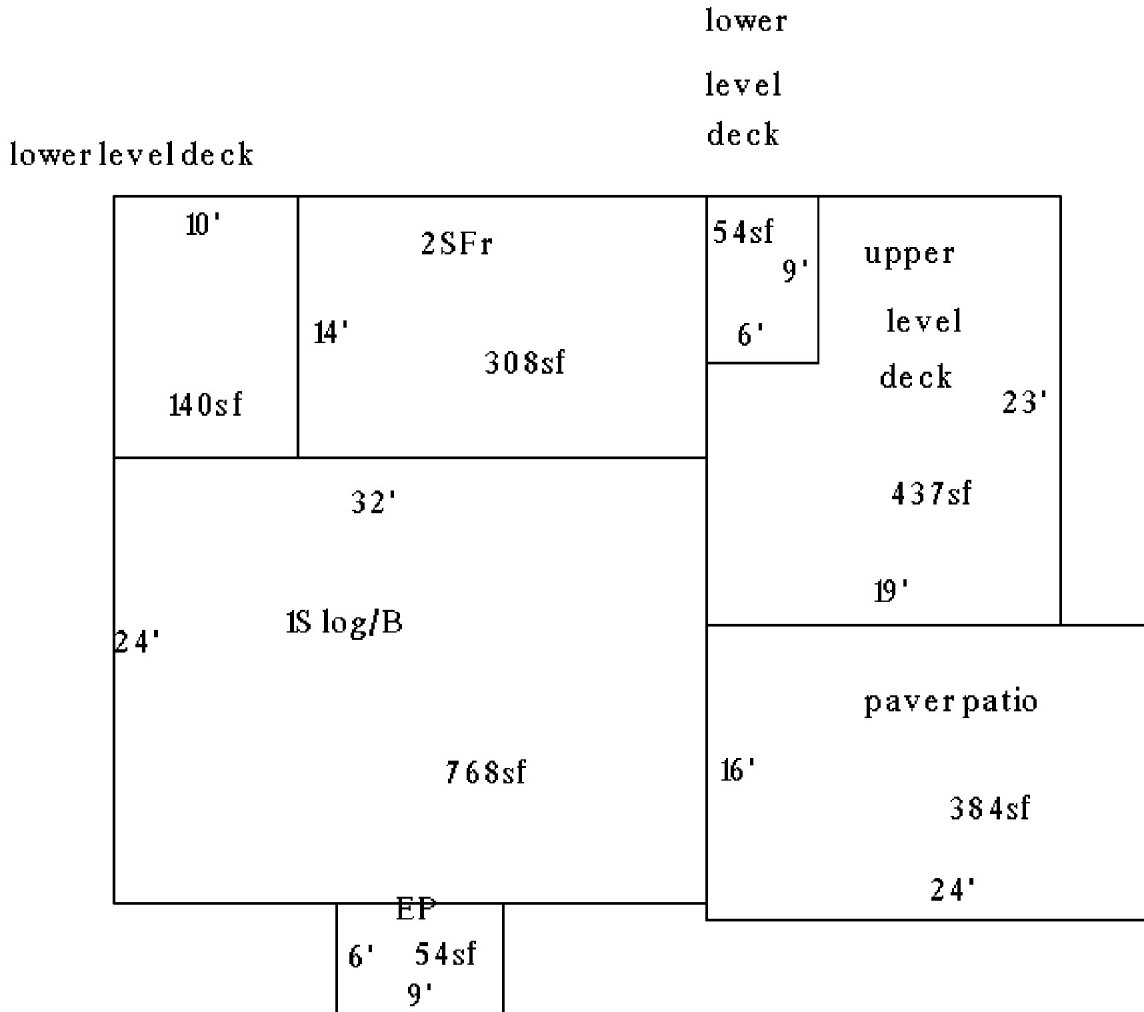 lower
level
deck
lower level deck
10'
2SFr
54sf
upper
9'
level
14'
6'
308sf
deck
140sf
23'
32'
437sf
19'
1S log/B
24'
paver patio
768sf
16'
384sf
24'
EP
6'
54sf
9'